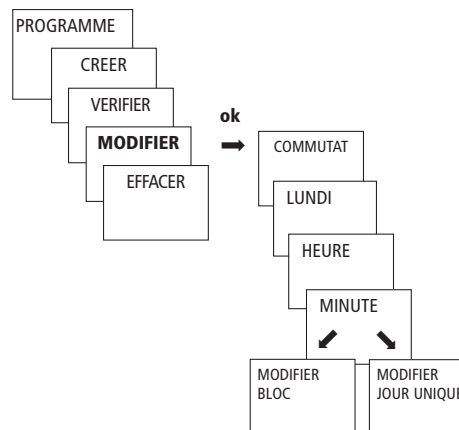 PROGRAMME
CREER
VERIFIER
MODIFIER
EFFACER
ok
COMMUTAT
LUNDI
HEURE
MINUTE
MODIFIER
BLOC
MODIFIER
JOUR UNIQUE